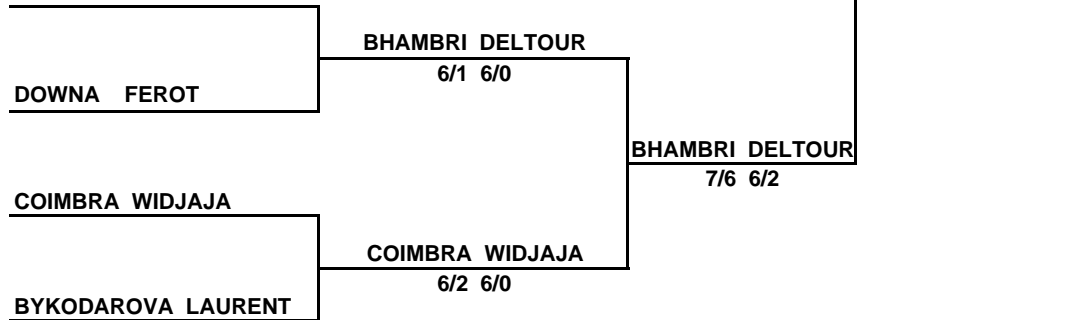 BHAMBRI DELTOUR
6/1 6/0
DOWNA FEROT
BHAMBRI DELTOUR
7/6 6/2
COIMBRA WIDJAJA
COIMBRA WIDJAJA
6/2 6/0
BYKODAROVA LAURENT